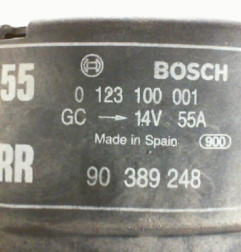 BOSCH
55
0 123 100 001
GC → 14V 55A
Made in Spain 900
RR
90 389 248